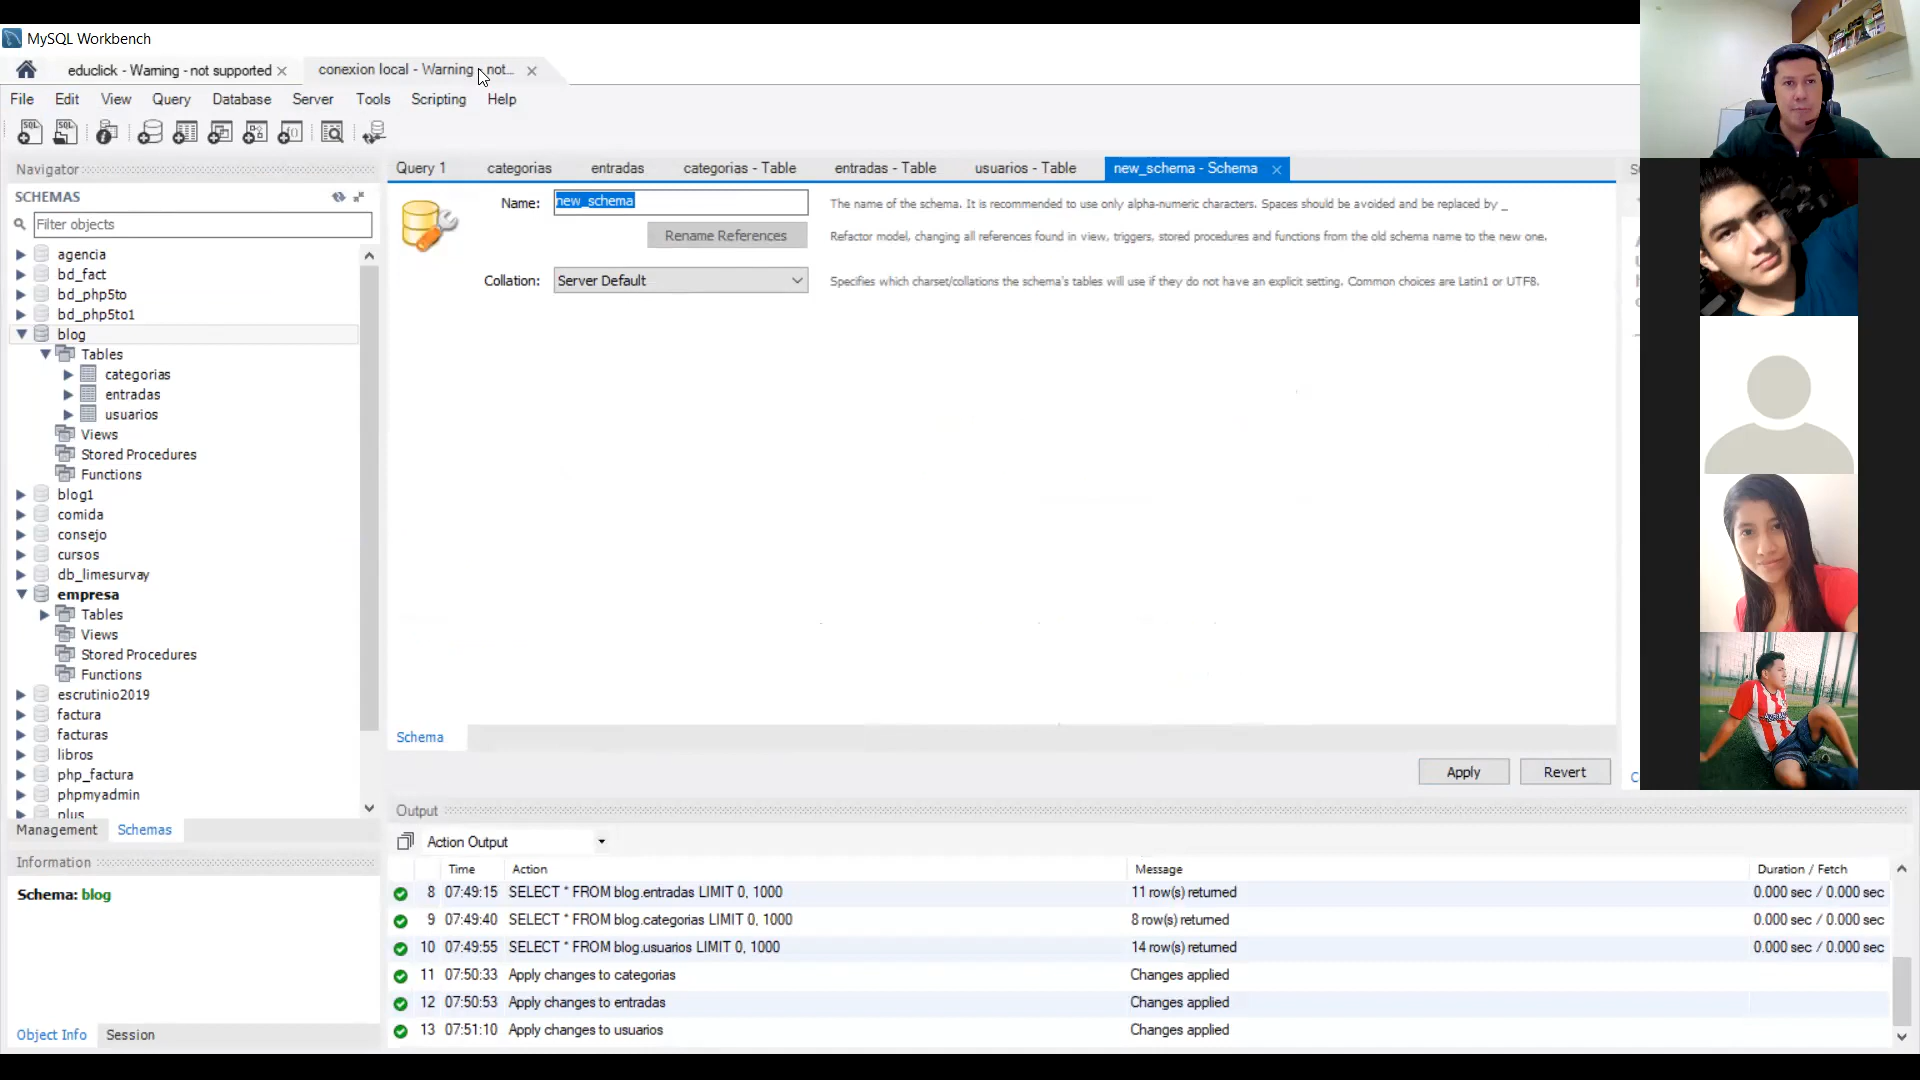 MySQL Workbench
educlick - Warning - not supported
conexion local - Warning - not...
File Edit View Query Database Server Tools Scripting Help
Navigator
SCHEMAS
Filter objects
agencia
bd_fact
bd_php5to
bd_php5to1
blog
Tables
categorias
entradas
usuarios
Views
Stored Procedures
Functions
blog1
comida
consejo
cursos
db_limesurvay
empresa
Tables
Views
Stored Procedures
Functions
escrutinio2019
factura
facturas
libros
php_factura
phpmyadmin
plus
Management Schemas
Information
Schema: blog
Object Info Session
Query 1 categorias entradas categorias - Table entradas - Table usuarios - Table new_schema - Schema
Name: new_schema The name of the schema. It is recommended to use only alpha-numeric characters. Spaces should be avoided and be replaced by _
Rename References Refactor model, changing all references found in view, triggers, stored procedures and functions from the old schema name to the new one.
Collation: Server Default Specifies which charset/collations the schema's tables will use if they do not have an explicit setting. Common choices are Latin1 or UTF8.
Schema
Apply Revert
Output
Action Output
Time Action Message Duration / Fetch
8 07:49:15 SELECT * FROM blog.entradas LIMIT 0, 1000 11 row(s) returned 0.000 sec / 0.000 sec
9 07:49:40 SELECT * FROM blog.categorias LIMIT 0, 1000 8 row(s) returned 0.000 sec / 0.000 sec
10 07:49:55 SELECT * FROM blog.usuarios LIMIT 0, 1000 14 row(s) returned 0.000 sec / 0.000 sec
11 07:50:33 Apply changes to categorias Changes applied
12 07:50:53 Apply changes to entradas Changes applied
13 07:51:10 Apply changes to usuarios Changes applied